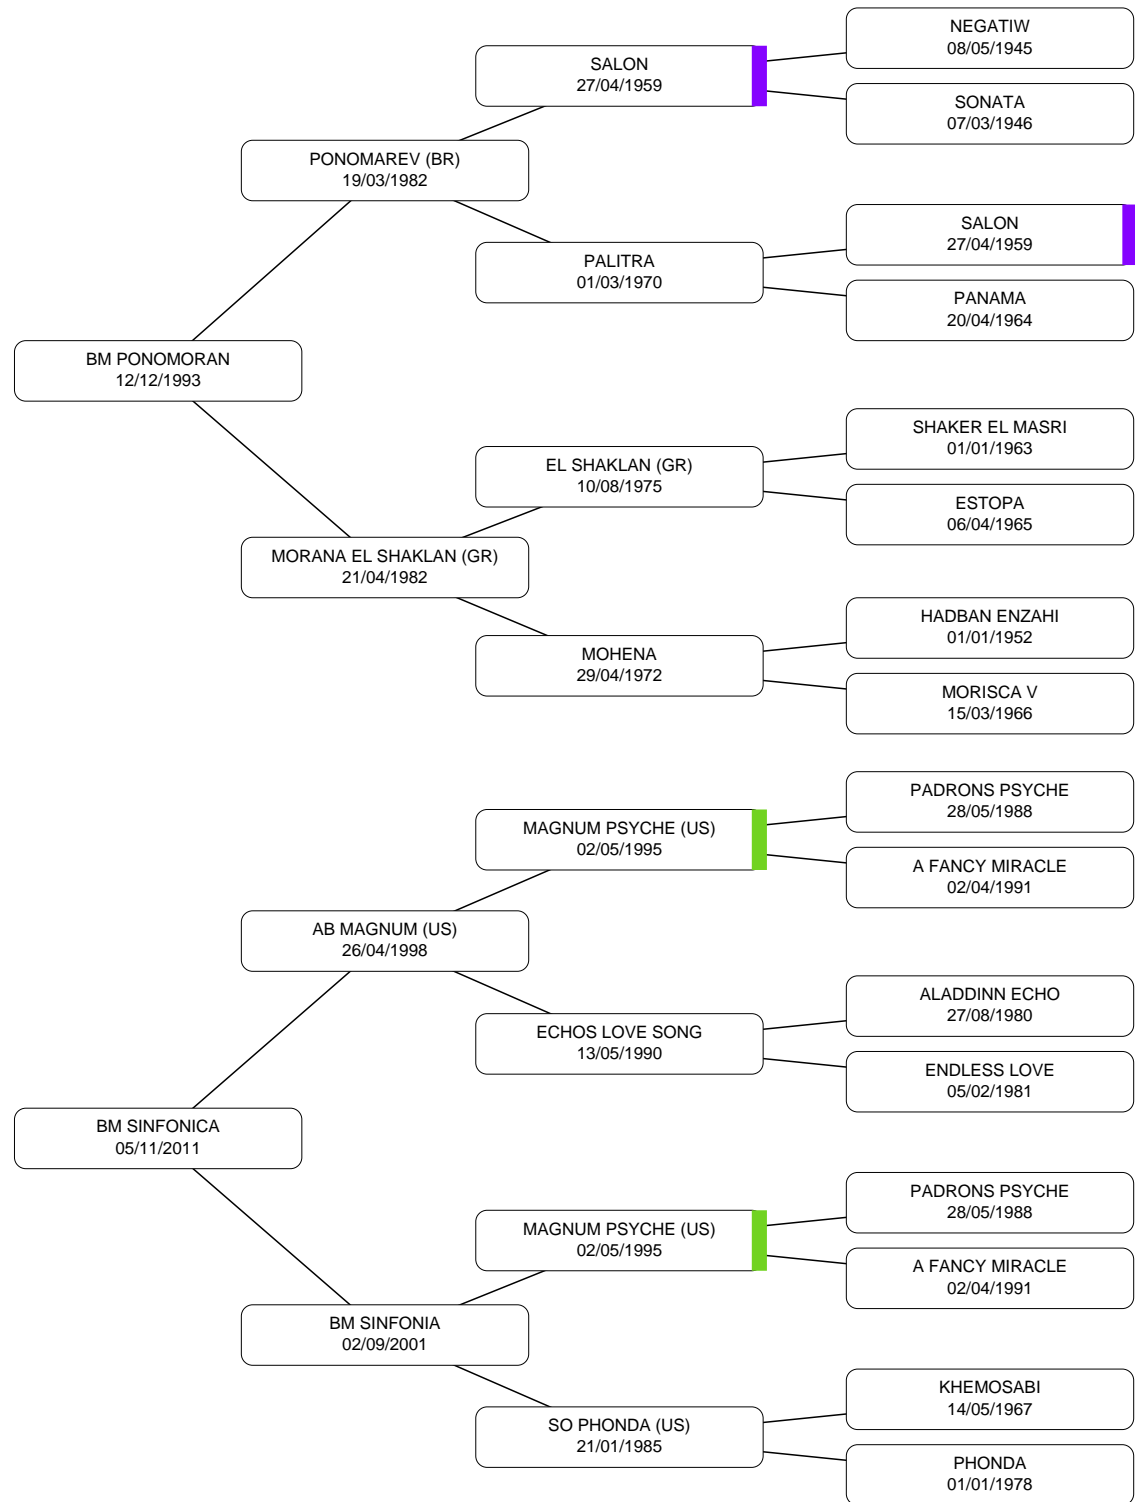 NEGATIW
08/05/1945
SALON
27/04/1959
SONATA
07/03/1946
PONOMAREV (BR)
19/03/1982
SALON
27/04/1959
PALITRA
01/03/1970
PANAMA
20/04/1964
BM PONOMORAN
12/12/1993
SHAKER EL MASRI
01/01/1963
EL SHAKLAN (GR)
10/08/1975
ESTOPA
06/04/1965
MORANA EL SHAKLAN (GR)
21/04/1982
HADBAN ENZAHI
01/01/1952
MOHENA
29/04/1972
MORISCA V
15/03/1966
PADRONS PSYCHE
28/05/1988
MAGNUM PSYCHE (US)
02/05/1995
A FANCY MIRACLE
02/04/1991
AB MAGNUM (US)
26/04/1998
ALADDINN ECHO
27/08/1980
ECHOS LOVE SONG
13/05/1990
ENDLESS LOVE
05/02/1981
BM SINFONICA
05/11/2011
PADRONS PSYCHE
28/05/1988
MAGNUM PSYCHE (US)
02/05/1995
A FANCY MIRACLE
02/04/1991
BM SINFONIA
02/09/2001
KHEMOSABI
14/05/1967
SO PHONDA (US)
21/01/1985
PHONDA
01/01/1978